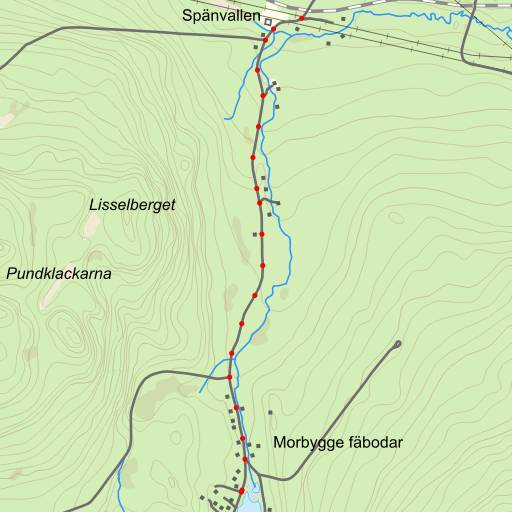 Spänvallen
Lisselberget
Pundklackarna
Morbygge fäbodar